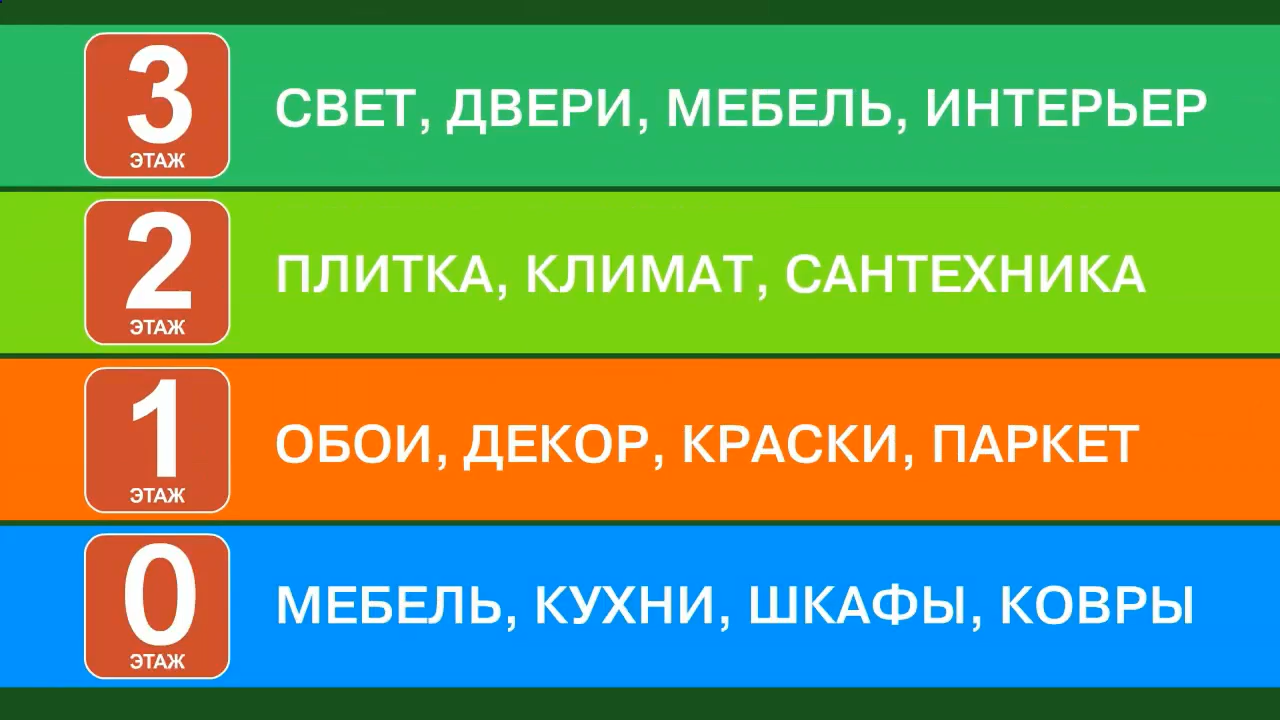 3
ЭТАЖ
СВЕТ, ДВЕРИ, МЕБЕЛЬ, ИНТЕРЬЕР
2
ЭТАЖ
ПЛИТКА, КЛИМАТ, САНТЕХНИКА
1
ЭТАЖ
ОБОИ, ДЕКОР, КРАСКИ, ПАРКЕТ
0
ЭТАЖ
МЕБЕЛЬ, КУХНИ, ШКАФЫ, КОВРЫ